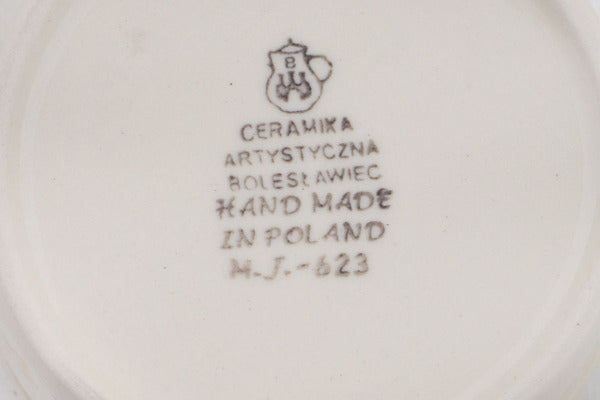 B
CERAMIKA
ARTYSTYCZNA
BOLESŁAWIEC
HAND MADE
IN POLAND
M.J.-623